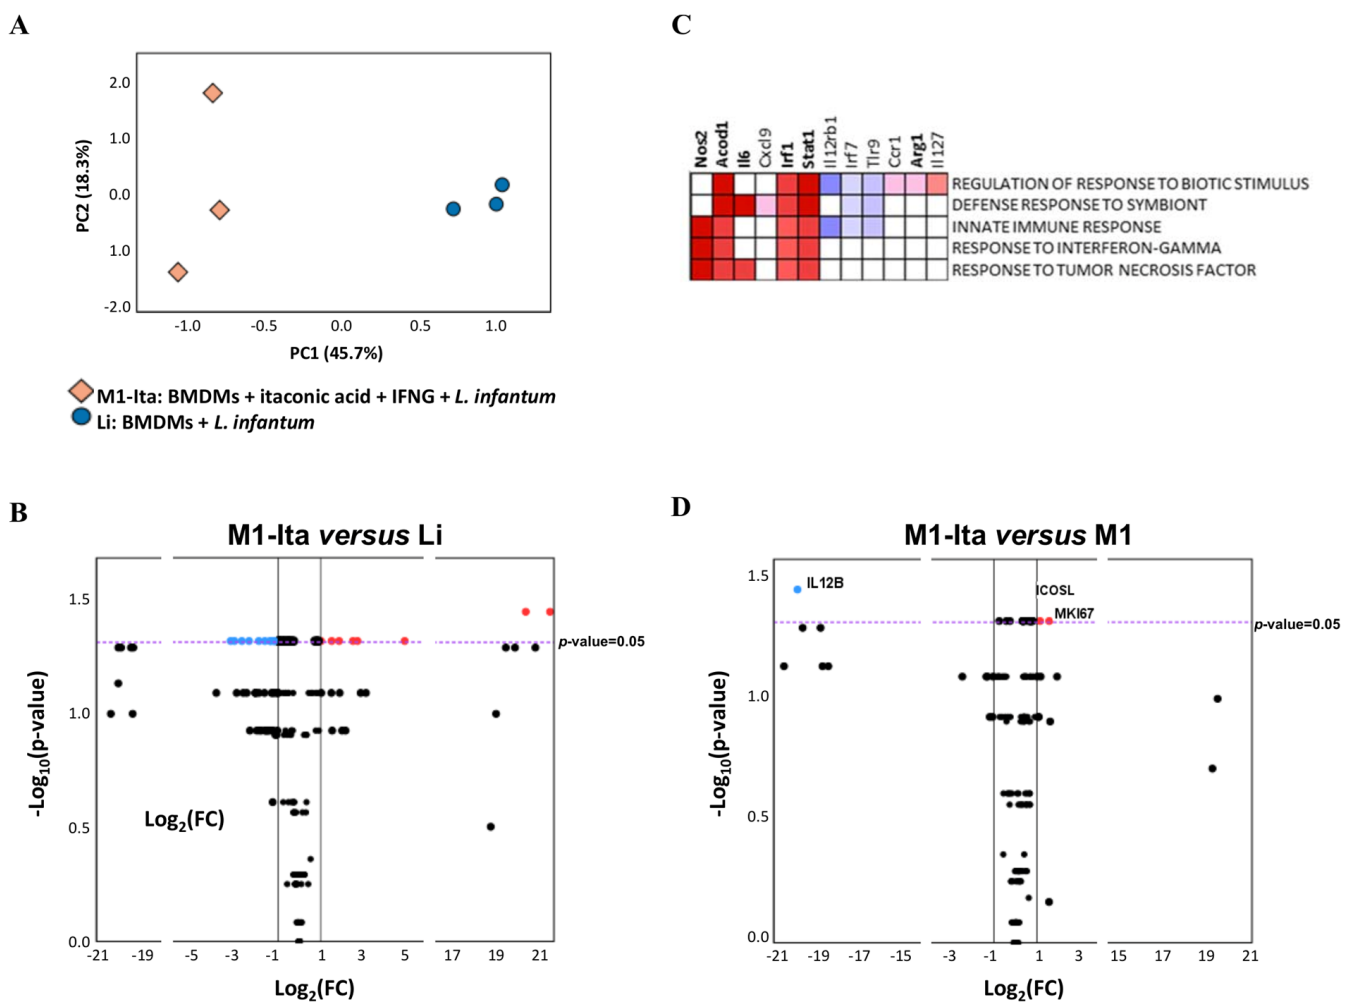 A
2.0
1.0
0.0
1.0
-2.0
PC2 (18.3%)
-1.0 -0.5 0.0 0.5 1.0
PC1 (45.7%)
M1-Ita: BMDMs + itaconic acid + IFNG + L. infantum
Li: BMDMs + L. infantum
C
Nos2 Acod1 Il6 Cxcl9 Irf1 Stat1 Il12rb1 Irf7 Tlr9 Ccr1 Arg1 Il127
REGULATION OF RESPONSE TO BIOTIC STIMULUS
DEFENSE RESPONSE TO SYMBIONT
INNATE IMMUNE RESPONSE
RESPONSE TO INTERFERON-GAMMA
RESPONSE TO TUMOR NECROSIS FACTOR
B
M1-Ita versus Li
1.5
1.0
0.5
0.0
-Log10(p-value)
p-value=0.05
Log2(FC)
-21 -19 -5 -3 -1 1 3 5 17 19 21
Log2(FC)
D
M1-Ita versus M1
1.5
1.0
0.5
0.0
-Log10(p-value)
IL12B
ICOSL
MKI67
p-value=0.05
-21 -19 -17 -15 -3 -1 1 3 15 17 19 21
Log2(FC)